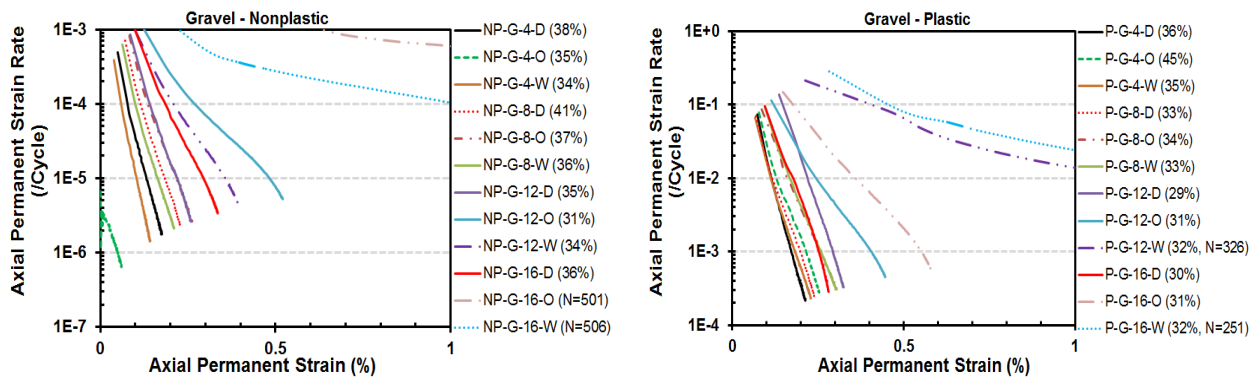 Gravel - Nonplastic
Axial Permanent Strain Rate
(/Cycle)
1E-3
1E-4
1E-5
1E-6
1E-7
0
0.5
1
Axial Permanent Strain (%)
NP-G-4-D (38%)
NP-G-4-O (35%)
NP-G-4-W (34%)
NP-G-8-D (41%)
NP-G-8-O (37%)
NP-G-8-W (36%)
NP-G-12-D (35%)
NP-G-12-O (31%)
NP-G-12-W (34%)
NP-G-16-D (36%)
NP-G-16-O (N=501)
NP-G-16-W (N=506)
Gravel - Plastic
Axial Permanent Strain Rate
(/Cycle)
1E+0
1E-1
1E-2
1E-3
1E-4
0
0.5
1
Axial Permanent Strain (%)
P-G-4-D (36%)
P-G-4-O (45%)
P-G-4-W (35%)
P-G-8-D (33%)
P-G-8-O (34%)
P-G-8-W (33%)
P-G-12-D (29%)
P-G-12-O (31%)
P-G-12-W (32%, N=326)
P-G-16-D (30%)
P-G-16-O (31%)
P-G-16-W (32%, N=251)